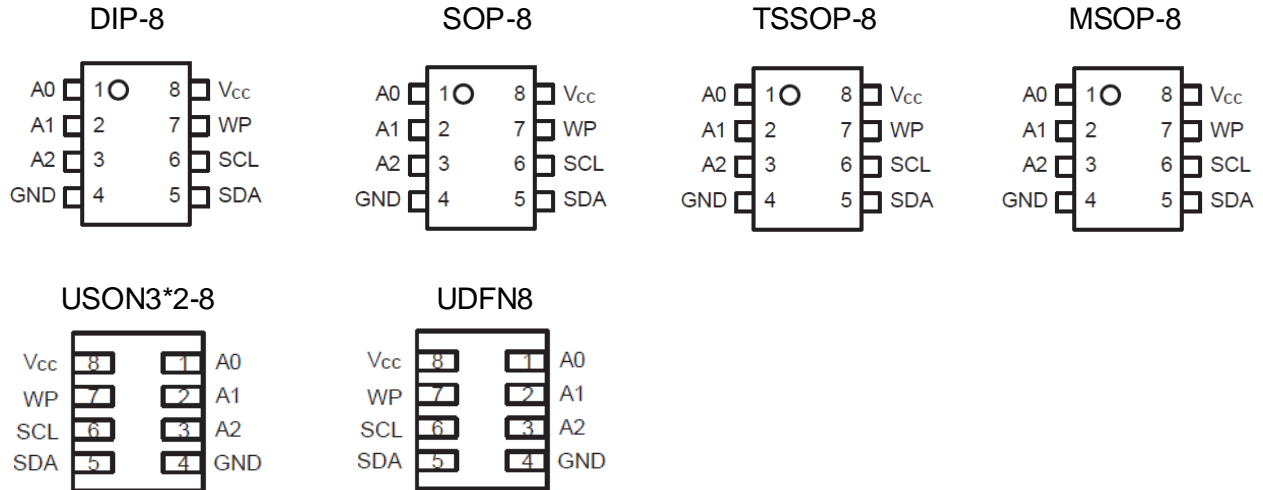 DIP-8 SOP-8 TSSOP-8 MSOP-8
A0 1 8 Vcc A0 1 8 Vcc A0 1 8 Vcc A0 1 8 Vcc
A1 2 7 WP A1 2 7 WP A1 2 7 WP A1 2 7 WP
A2 3 6 SCL A2 3 6 SCL A2 3 6 SCL A2 3 6 SCL
GND 4 5 SDA GND 4 5 SDA GND 4 5 SDA GND 4 5 SDA
USON3*2-8 UDFN8
Vcc 8 1 A0 Vcc 8 1 A0
WP 7 2 A1 WP 7 2 A1
SCL 6 3 A2 SCL 6 3 A2
SDA 5 4 GND SDA 5 4 GND